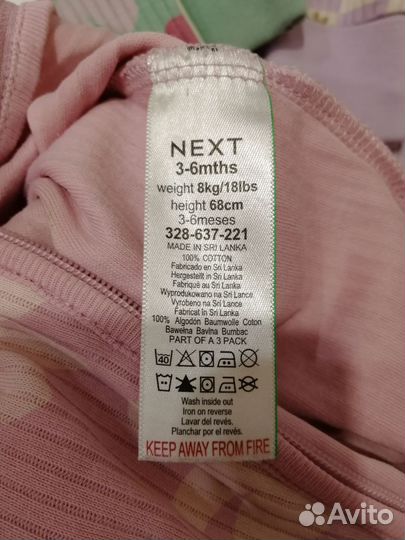 NEXT
3-6mths
weight 8kg/18lbs
height 68cm
3-6meses
328-637-221
MADE IN SRI LANKA
100% COTTON
Fabricado en Sri Lanka
Hergestellt in Sri Lanka
Fabriqué au Sri Lanka
Wyprodukowano na Sri Lance
Vyrobeno na Sri Lance
Fabricat în Sri Lanka
100% Algodón Baumwolle Coton
Bawełna Bavlna Bumbac
PART OF A 3 PACK
40
Wash inside out
Iron on reverse
Lavar del revés.
Planchar por el revés.
KEEP AWAY FROM FIRE
Avito